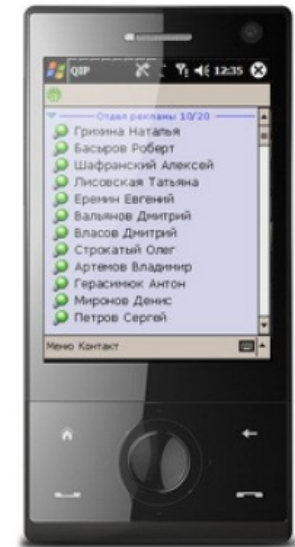 QIP 12:35
Отдел рекламы 10/20
Грихина Наталья
Басыров Роберт
Шафранский Алексей
Лисовская Татьяна
Еремин Евгений
Вальянов Дмитрий
Власов Дмитрий
Строкатый Олег
Артемов Владимир
Герасимюк Антон
Миронов Денис
Петров Сергей
Меню Контакт